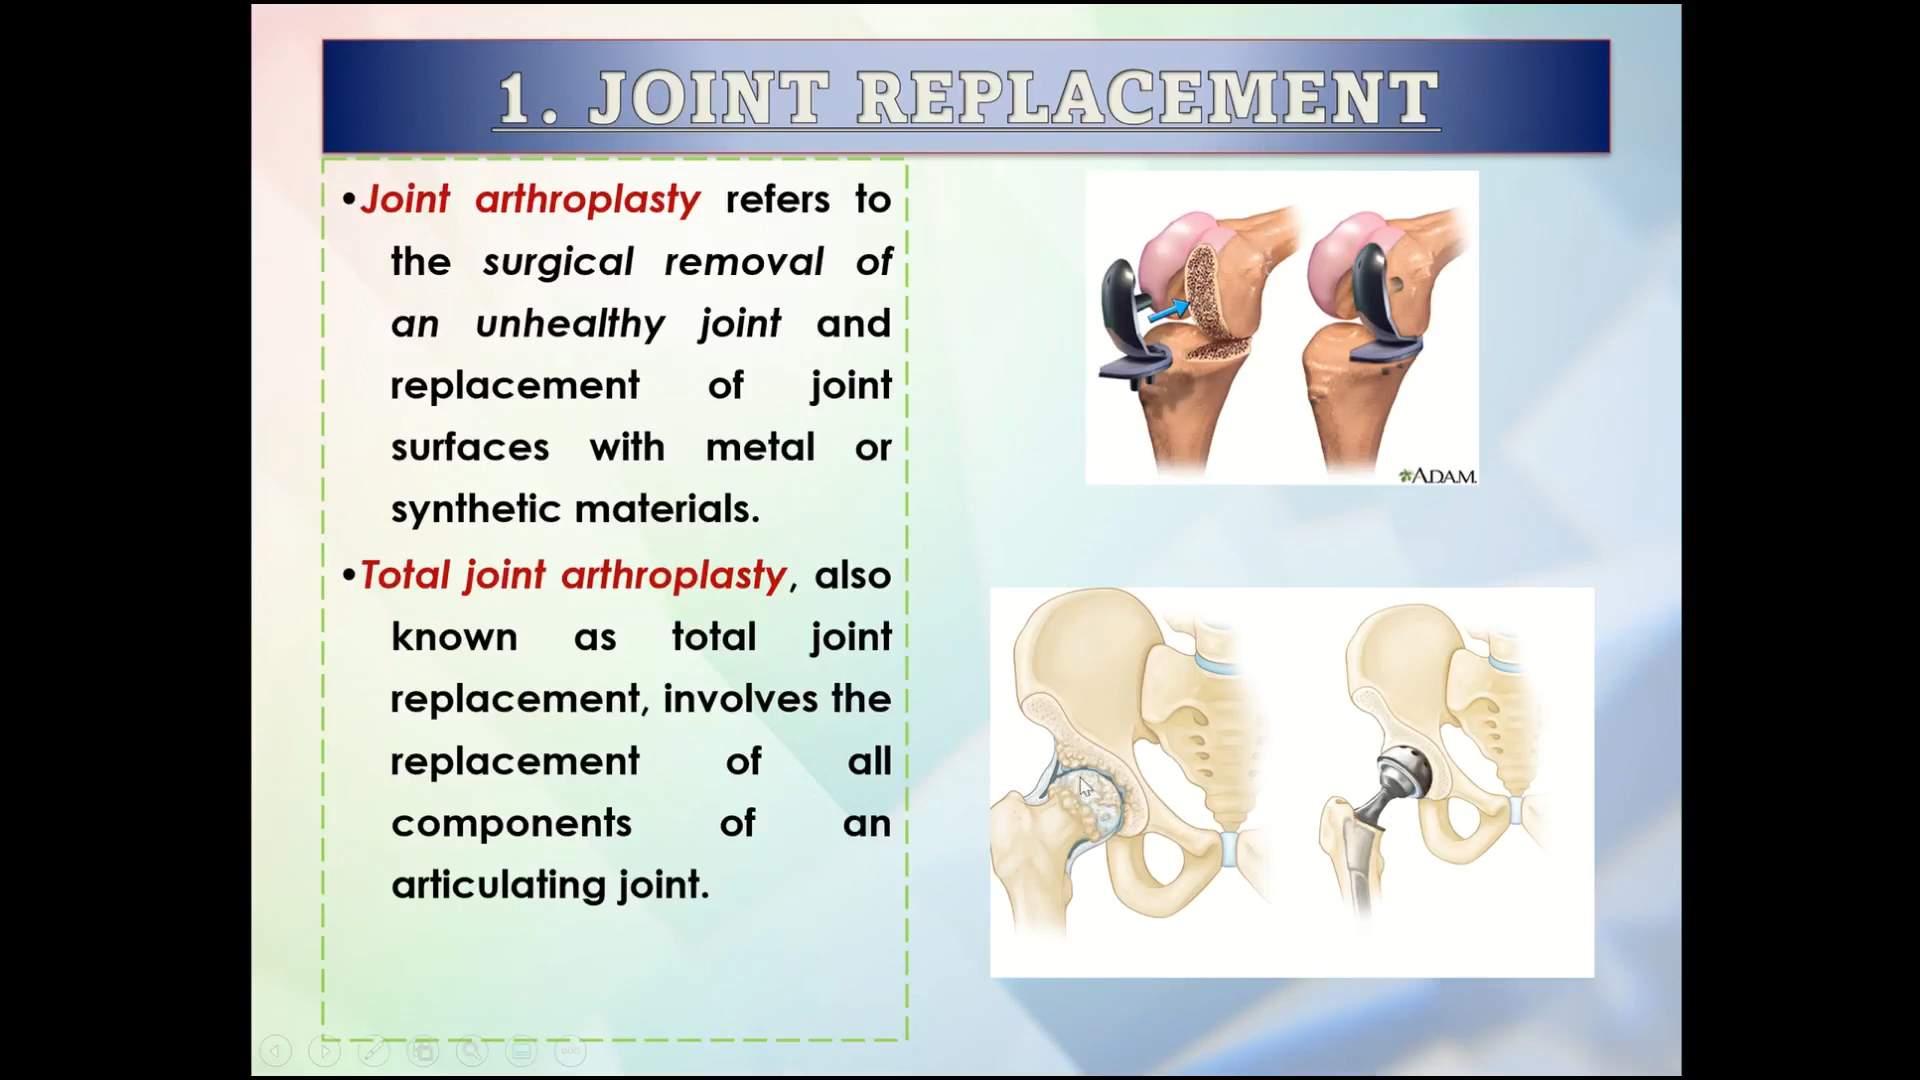 1. JOINT REPLACEMENT
•Joint arthroplasty refers to
the surgical removal of
an unhealthy joint and
replacement of joint
surfaces with metal or
synthetic materials.
•Total joint arthroplasty, also
known as total joint
replacement, involves the
replacement of all
components of an
articulating joint.
ADAM.